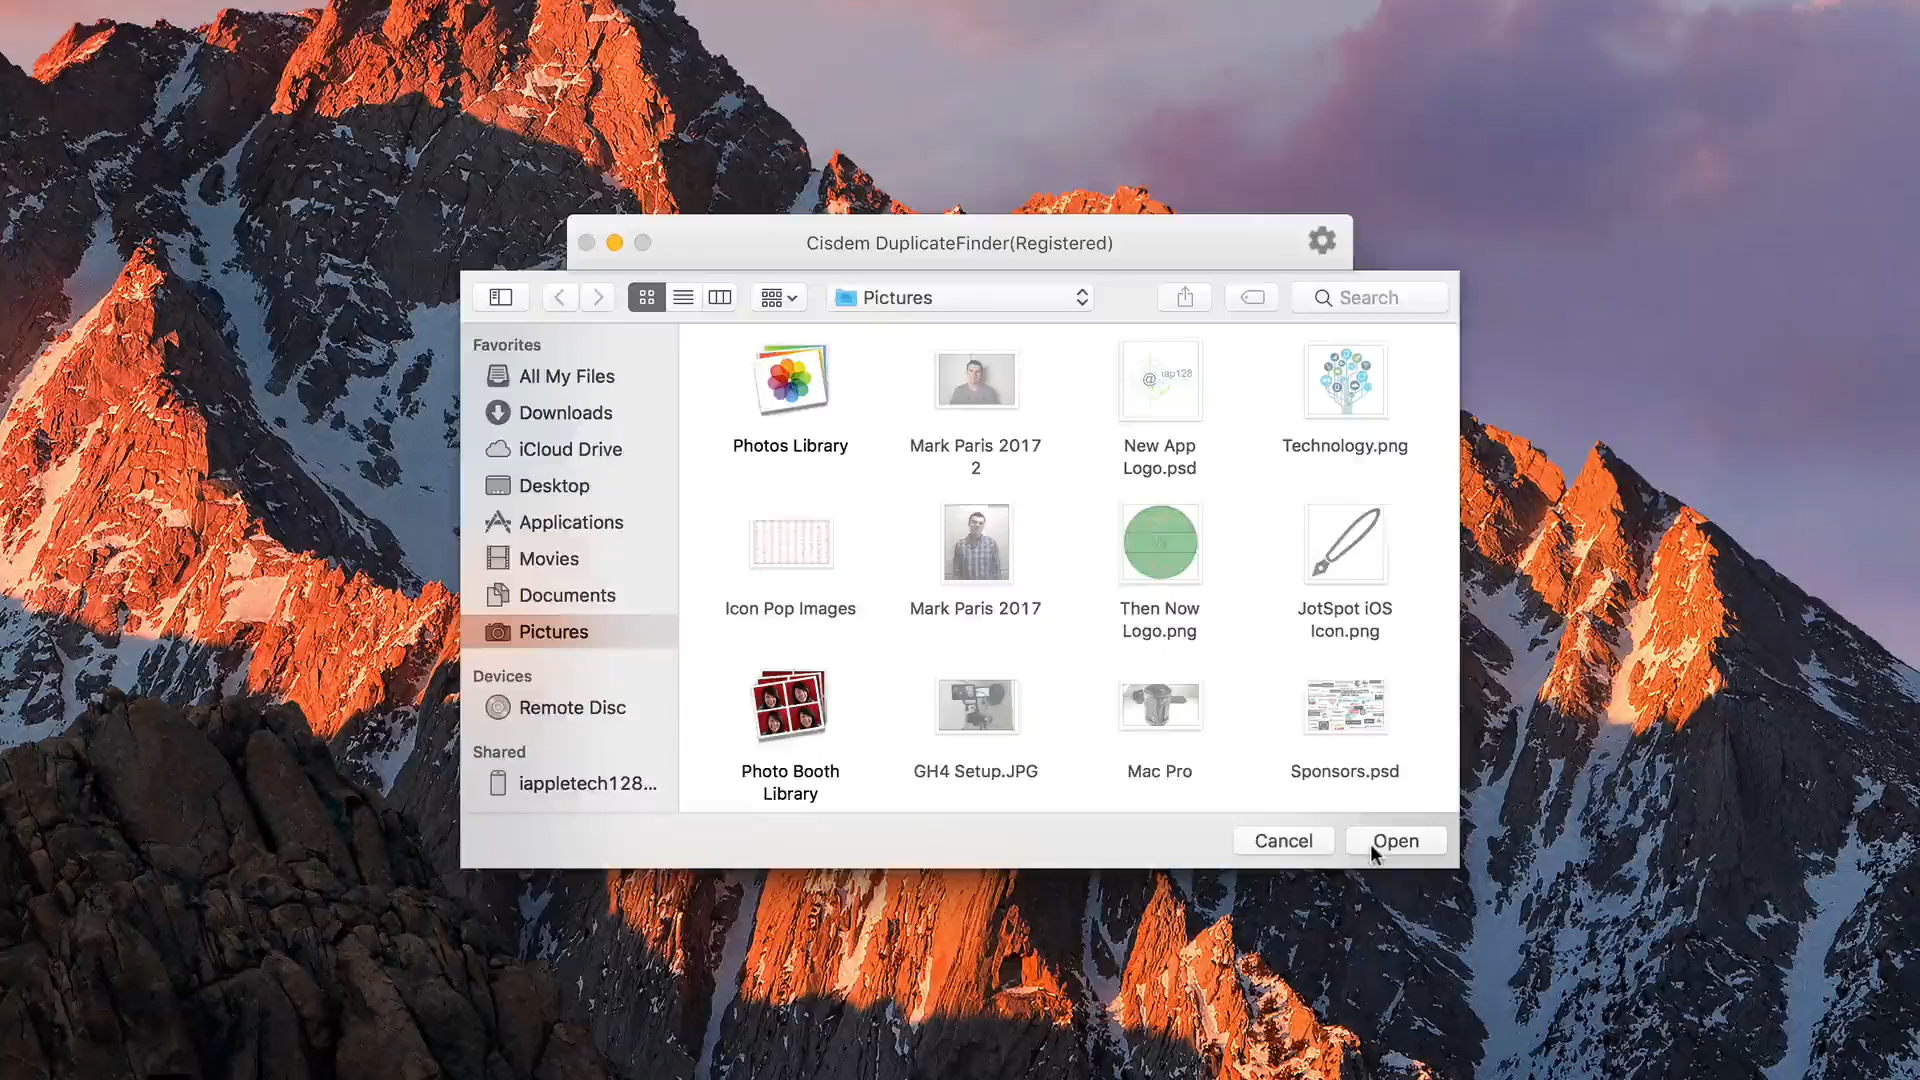 Cisdem DuplicateFinder(Registered)
Pictures
Search
Favorites
All My Files
Downloads
iCloud Drive
Desktop
Applications
Movies
Documents
Pictures
Devices
Remote Disc
Shared
iappletech128...
Photos Library
Mark Paris 2017
2
@ iap128
New App
Logo.psd
Technology.png
Icon Pop Images
Mark Paris 2017
Then Now
Logo.png
JotSpot iOS
Icon.png
Photo Booth
Library
GH4 Setup.JPG
Mac Pro
Sponsors.psd
Cancel
Open